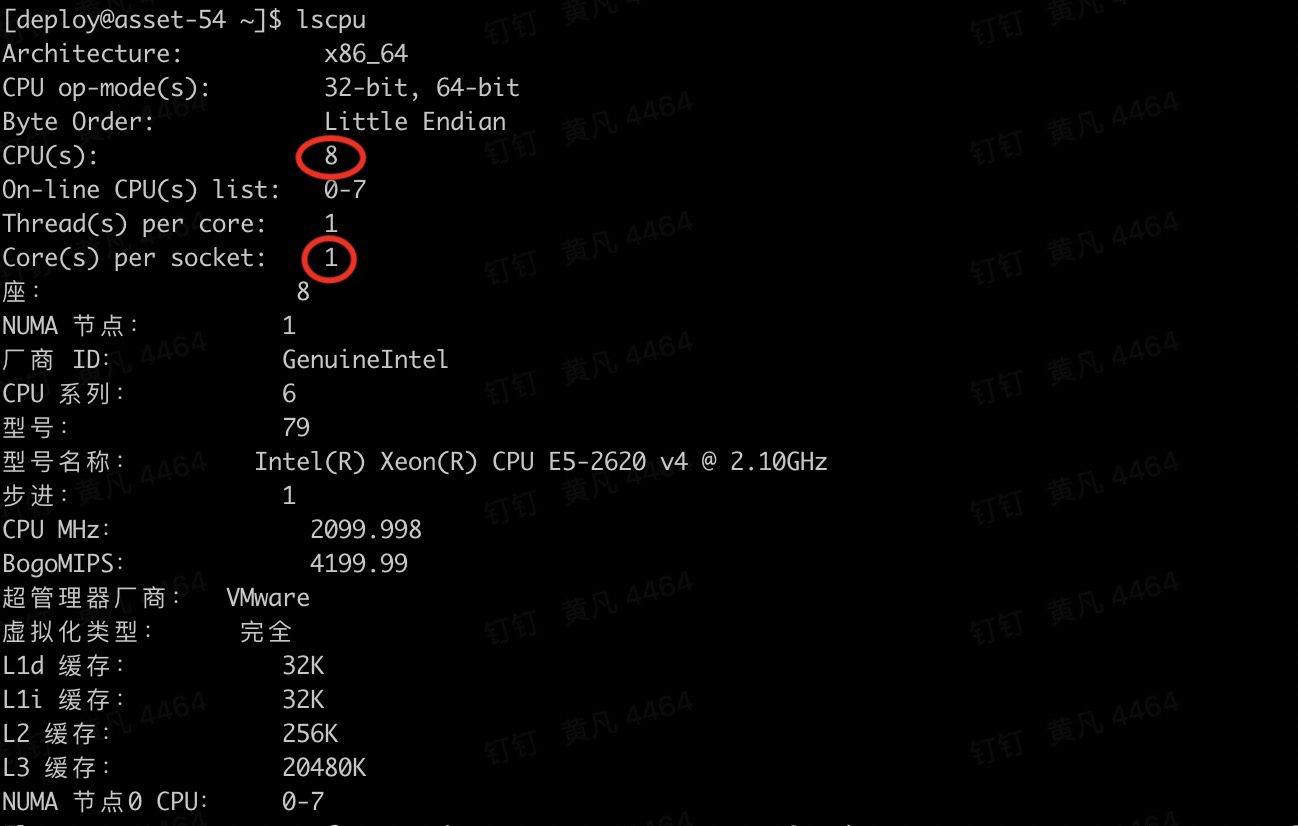 [deploy@asset-54 ~]$ lscpu
Architecture: x86_64
CPU op-mode(s): 32-bit, 64-bit
Byte Order: Little Endian
CPU(s): 8
On-line CPU(s) list: 0-7
Thread(s) per core: 1
Core(s) per socket: 1
座： 8
NUMA 节点： 1
厂商 ID: GenuineIntel
CPU 系列： 6
型号： 79
型号名称： Intel(R) Xeon(R) CPU E5-2620 v4 @ 2.10GHz
步进： 1
CPU MHz: 2099.998
BogoMIPS: 4199.99
超管理器厂商： VMware
虚拟化类型： 完全
L1d 缓存： 32K
L1i 缓存： 32K
L2 缓存： 256K
L3 缓存： 20480K
NUMA 节点0 CPU: 0-7
钉钉 黄凡 4464